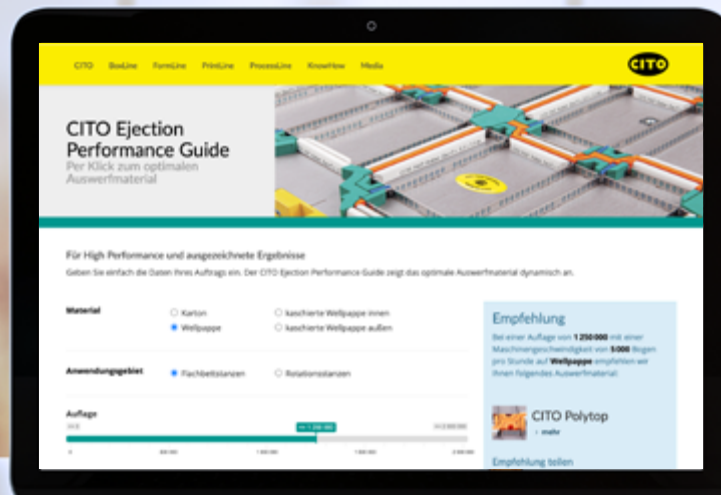 CITO BoxLine FormLine PrintLine ProcessLine KnowHow Media
CITO
CITO Ejection
Performance Guide
Per Klick zum optimalen
Auswerfmaterial
Für High Performance und ausgezeichnete Ergebnisse
Geben Sie einfach die Daten Ihres Auftrags ein. Der CITO Ejection Performance Guide zeigt das optimale Auswerfmaterial dynamisch an.
Material
Karton
kaschierte Wellpappe innen
Wellpappe
kaschierte Wellpappe außen
Anwendungsgebiet
Flachbettstanzen
Rotationsstanzen
Auflage
0
Empfehlung
Bei einer Auflage von 1 250 000 mit einer
Maschinengeschwindigkeit von 5000 Bogen
pro Stunde auf Wellpappe empfehlen wir
Ihnen folgendes Auswerfmaterial:
CITO Polytop
› mehr
Empfehlung teilen